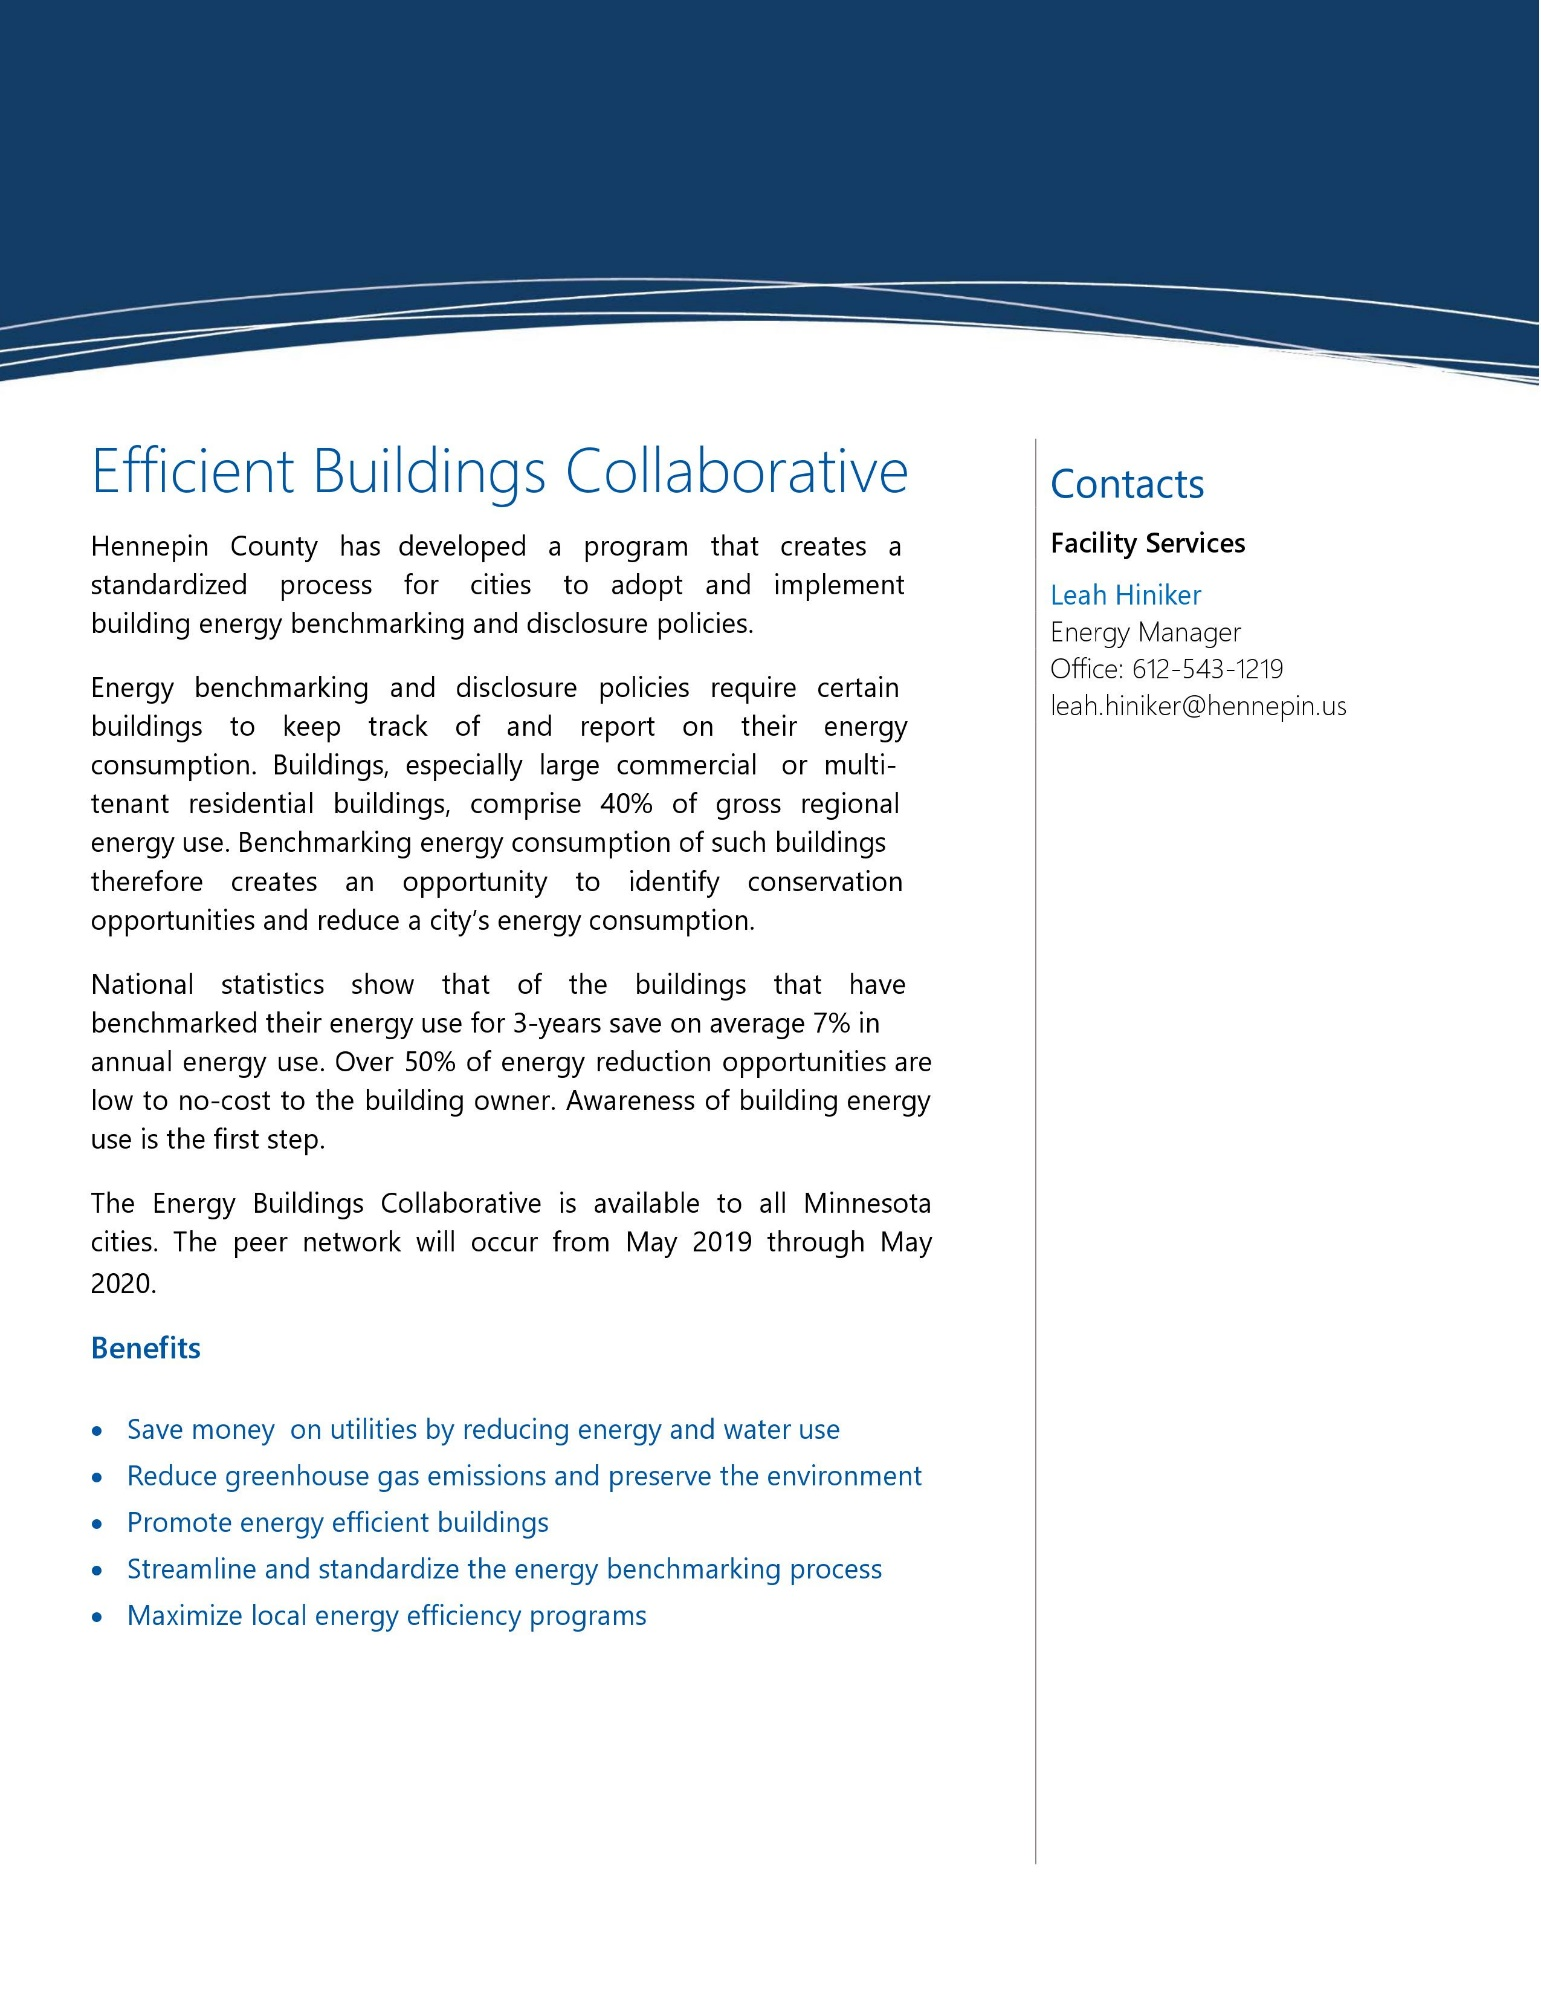 Efficient Buildings Collaborative
Hennepin County has developed a program that creates a
standardized process for cities to adopt and implement
building energy benchmarking and disclosure policies.
Energy benchmarking and disclosure policies require certain
buildings to keep track of and report on their energy
consumption. Buildings, especially large commercial or multi-
tenant residential buildings, comprise 40% of gross regional
energy use. Benchmarking energy consumption of such buildings
therefore creates an opportunity to identify conservation
opportunities and reduce a city’s energy consumption.
National statistics show that of the buildings that have
benchmarked their energy use for 3-years save on average 7% in
annual energy use. Over 50% of energy reduction opportunities are
low to no-cost to the building owner. Awareness of building energy
use is the first step.
The Energy Buildings Collaborative is available to all Minnesota
cities. The peer network will occur from May 2019 through May
2020.
Benefits
• Save money on utilities by reducing energy and water use
• Reduce greenhouse gas emissions and preserve the environment
• Promote energy efficient buildings
• Streamline and standardize the energy benchmarking process
• Maximize local energy efficiency programs
Contacts
Facility Services
Leah Hiniker
Energy Manager
Office: 612-543-1219
leah.hiniker@hennepin.us